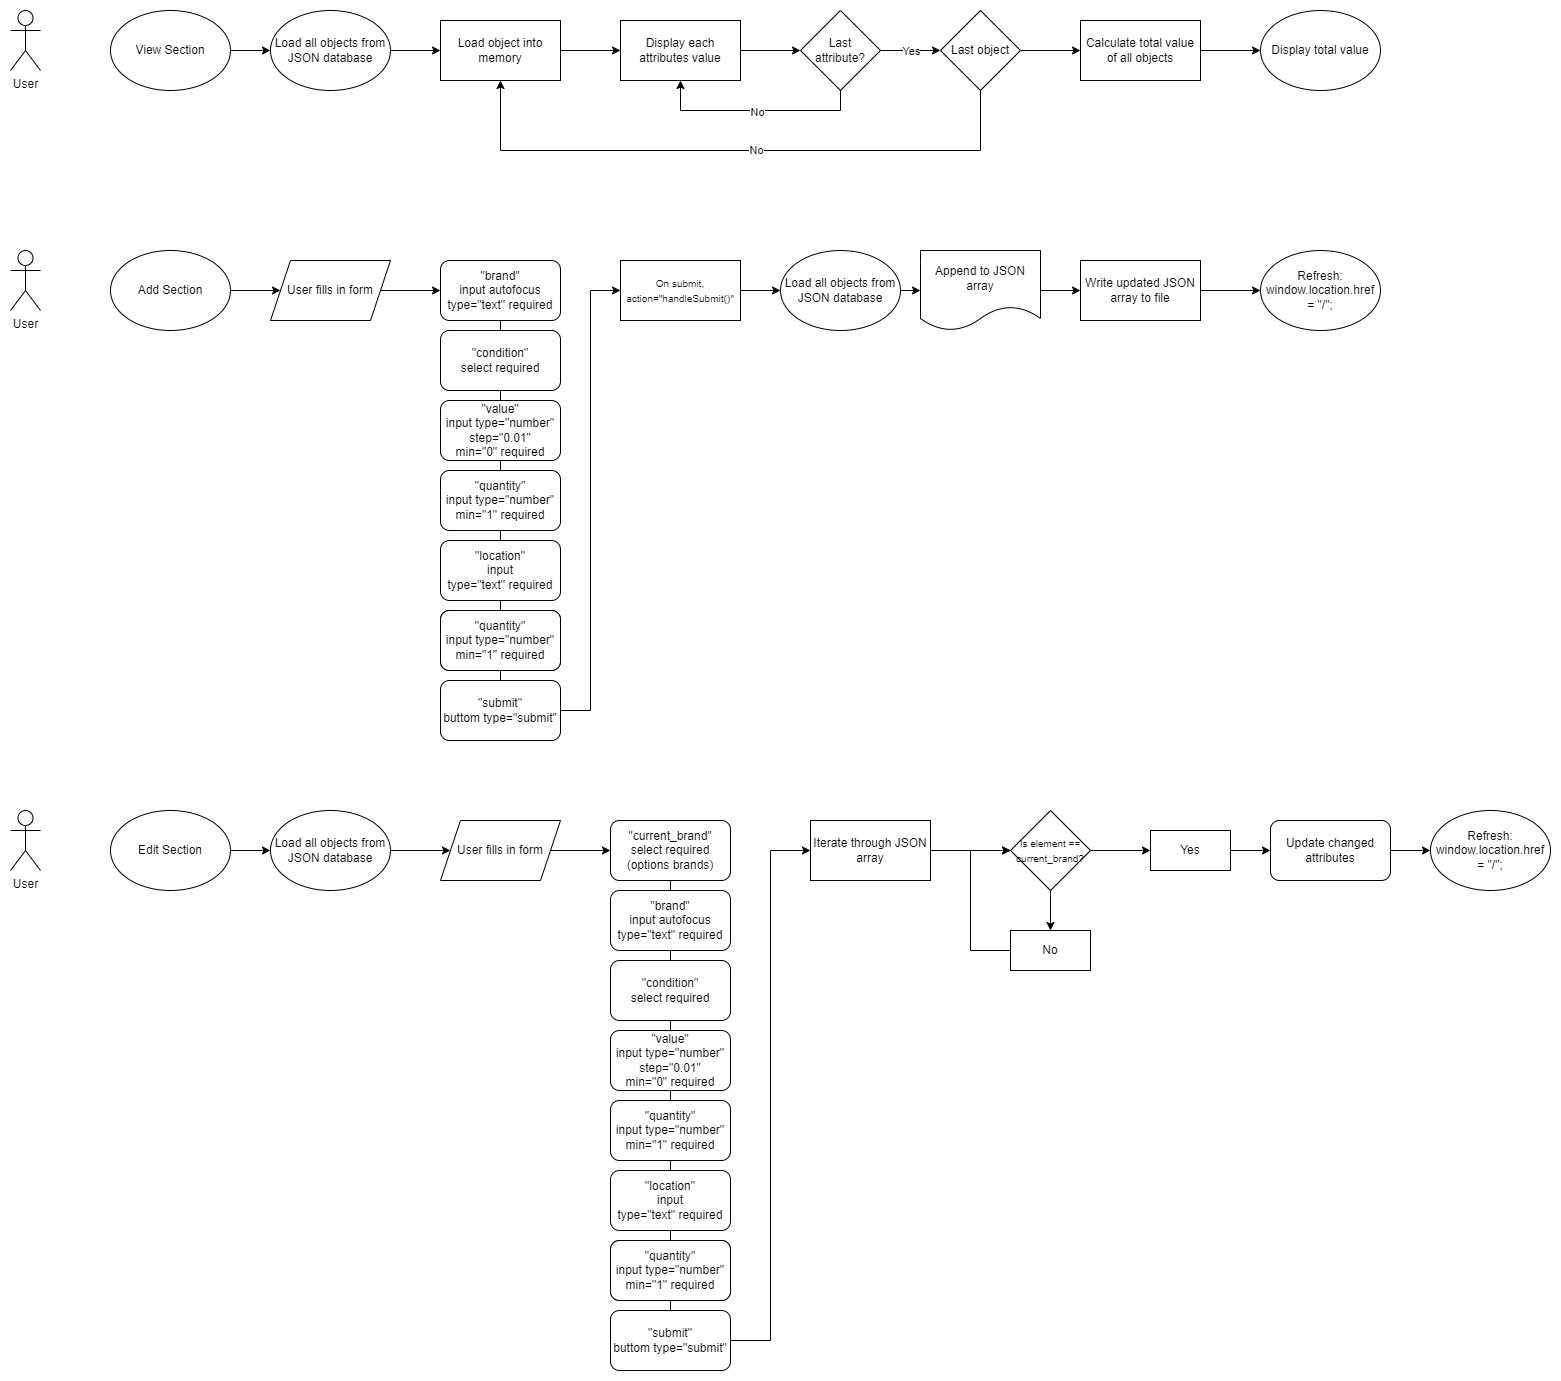 User
View Section
Load all objects from
JSON database
Load object into
memory
Display each
attributes value
Last
attribute?
Yes
Last object
Calculate total value
of all objects
Display total value
No
No
User
Add Section
User fills in form
"brand"
input autofocus
type="text" required
"condition"
select required
"value"
input type="number"
step="0.01"
min="0" required
"quantity"
input type="number"
min="1" required
"location"
input
type="text" required
"quantity"
input type="number"
min="1" required
"submit"
buttom type="submit"
On submit,
action="handleSubmit()"
Load all objects from
JSON database
Append to JSON
array
Write updated JSON
array to file
Refresh:
window.location.href
= "/";
User
Edit Section
Load all objects from
JSON database
User fills in form
"current_brand"
select required
(options brands)
"brand"
input autofocus
type="text" required
"condition"
select required
"value"
input type="number"
step="0.01"
min="0" required
"quantity"
input type="number"
min="1" required
"location"
input
type="text" required
"quantity"
input type="number"
min="1" required
"submit"
buttom type="submit"
Iterate through JSON
array
Is element ==
current_brand?
Yes
No
Update changed
attributes
Refresh:
window.location.href
= "/";